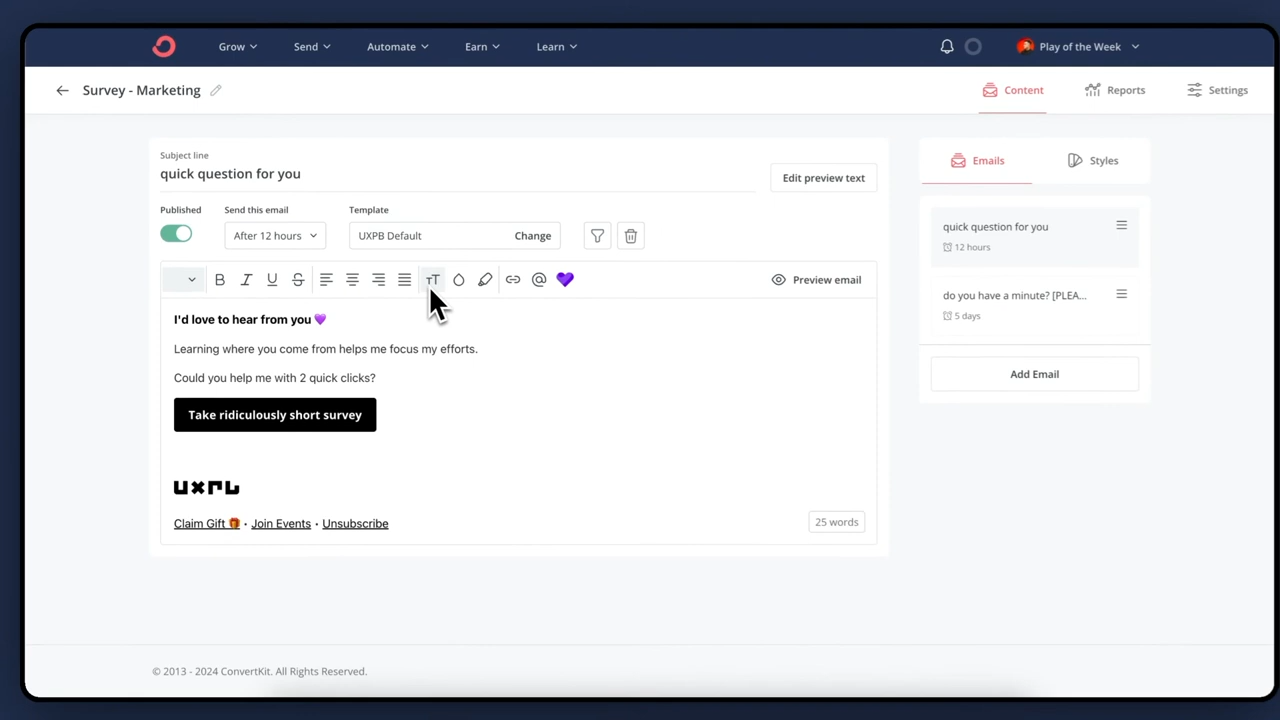 Grow
Send
Automate
Earn
Learn
Play of the Week
Survey - Marketing
Content
Reports
Settings
Subject line
quick question for you
Edit preview text
Published
Send this email
Template
After 12 hours
UXPB Default
Change
B I U S
TT
@
Preview email
I'd love to hear from you 💜
Learning where you come from helps me focus my efforts.
Could you help me with 2 quick clicks?
Take ridiculously short survey
Claim Gift 🎁 • Join Events • Unsubscribe
25 words
Emails
Styles
quick question for you
12 hours
do you have a minute? [PLEA...
5 days
Add Email
© 2013 - 2024 ConvertKit. All Rights Reserved.